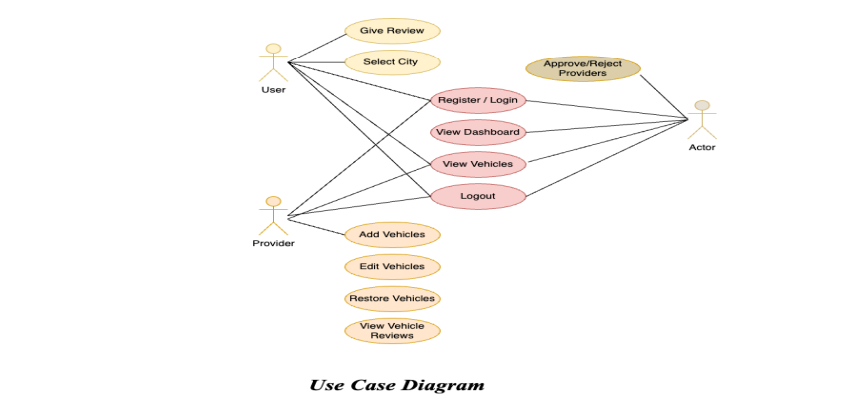 Give Review
Select City
User
Approve/Reject
Providers
Register / Login
View Dashboard
Actor
View Vehicles
Logout
Provider
Add Vehicles
Edit Vehicles
Restore Vehicles
View Vehicle
Reviews
Use Case Diagram